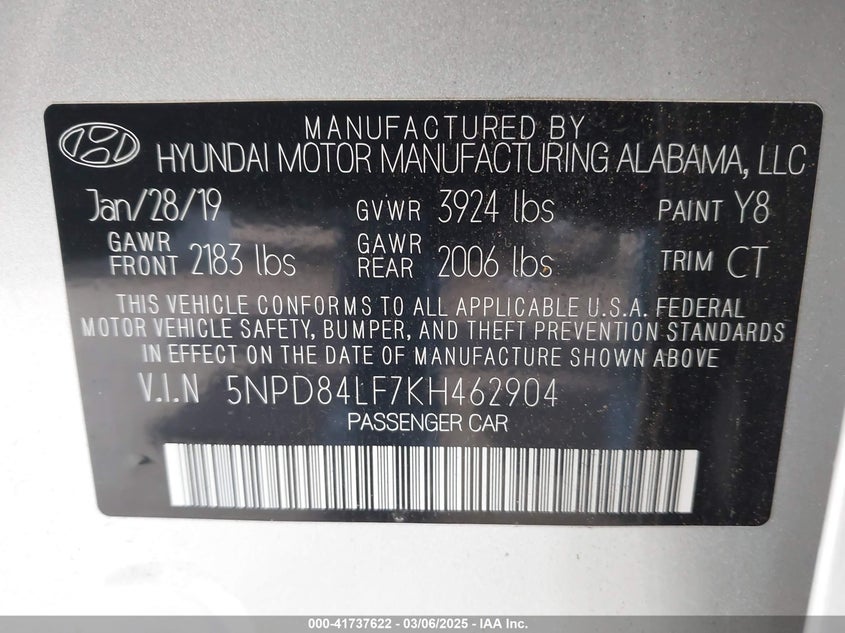 MANUFACTURED BY
HYUNDAI MOTOR MANUFACTURING ALABAMA, LLC
Jan/28/19 GVWR 3924 lbs PAINT Y8
GAWR FRONT 2183 lbs GAWR REAR 2006 lbs TRIM CT
THIS VEHICLE CONFORMS TO ALL APPLICABLE U.S.A. FEDERAL
MOTOR VEHICLE SAFETY, BUMPER, AND THEFT PREVENTION STANDARDS
IN EFFECT ON THE DATE OF MANUFACTURE SHOWN ABOVE
V.I.N 5NPD84LF7KH462904
PASSENGER CAR
000-41737622 — 03/06/2025 — IAA Inc.